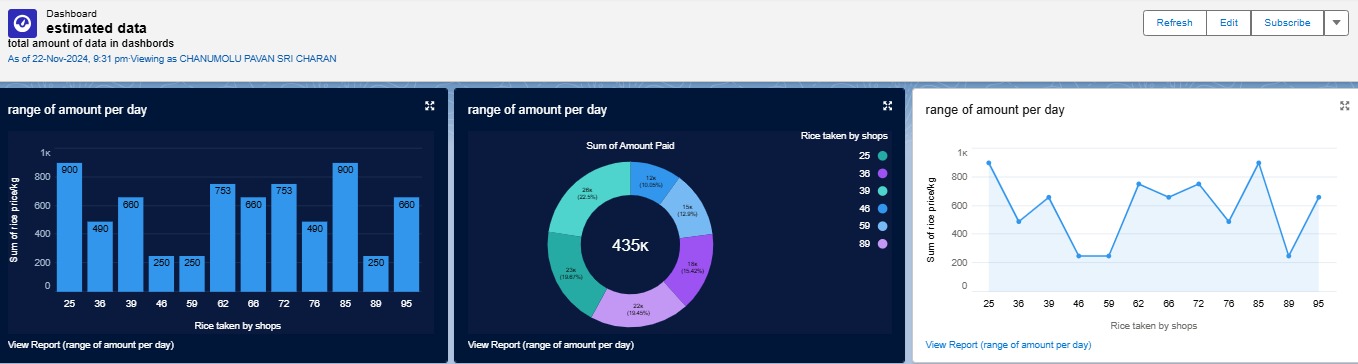 Dashboard
estimated data
total amount of data in dashbords
As of 22-Nov-2024, 9:31 pm·Viewing as CHANUMOLU PAVAN SRI CHARAN
Refresh
Edit
Subscribe
range of amount per day
Sum of rice price/kg
1K
800
600
400
200
0
900
490
660
250
250
753
660
753
490
900
250
660
25 36 39 46 59 62 66 72 76 85 89 95
Rice taken by shops
View Report (range of amount per day)
range of amount per day
Rice taken by shops
25
36
39
46
59
89
Sum of Amount Paid
12K
(10.05%)
15K
(12.9%)
18K
(15.42%)
22K
(19.45%)
23K
(19.67%)
26K
(22.5%)
435K
View Report (range of amount per day)
range of amount per day
Sum of rice price/kg
1K
800
600
400
200
0
25 36 39 46 59 62 66 72 76 85 89 95
Rice taken by shops
View Report (range of amount per day)